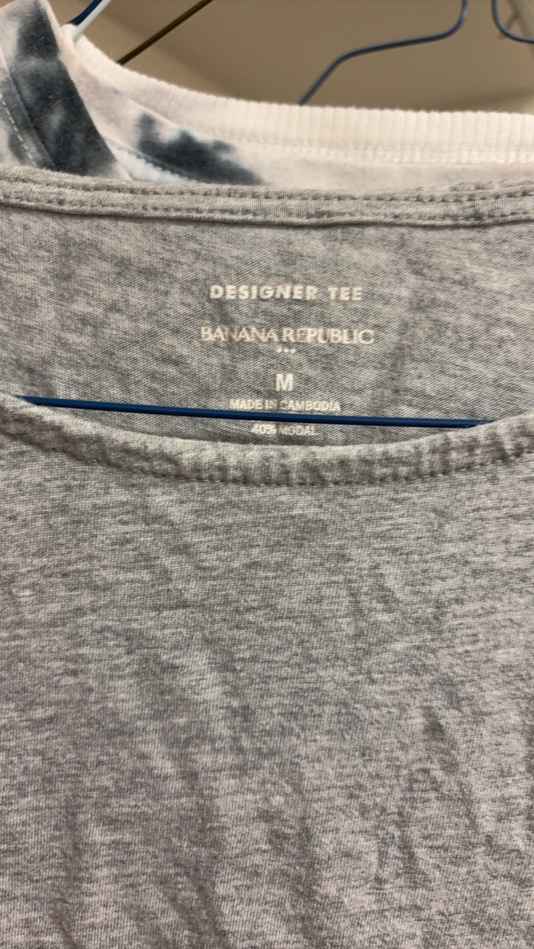 DESIGNER TEE
BANANA REPUBLIC
M
MADE IN CAMBODIA
40% MODAL